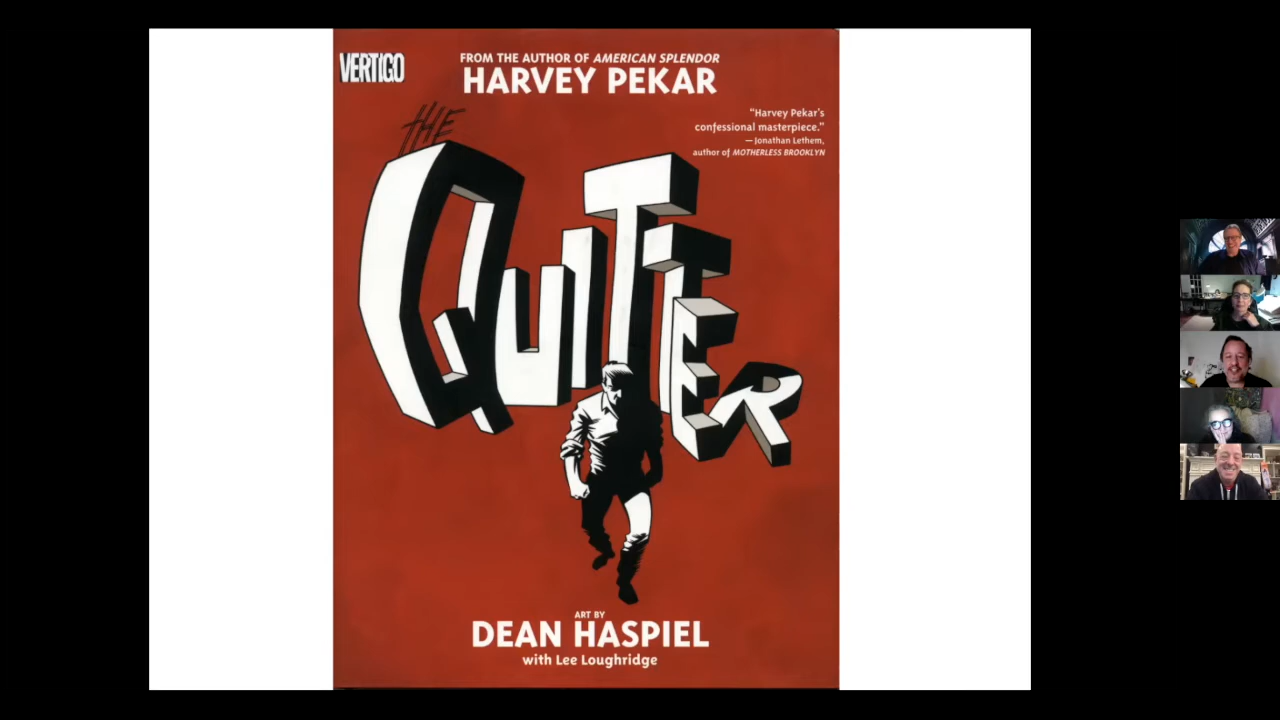 VERTIGO
FROM THE AUTHOR OF AMERICAN SPLENDOR
HARVEY PEKAR
"Harvey Pekar's
confessional masterpiece."
— Jonathan Lethem,
author of MOTHERLESS BROOKLYN
THE
QUITTER
ART BY
DEAN HASPIEL
with Lee Loughridge